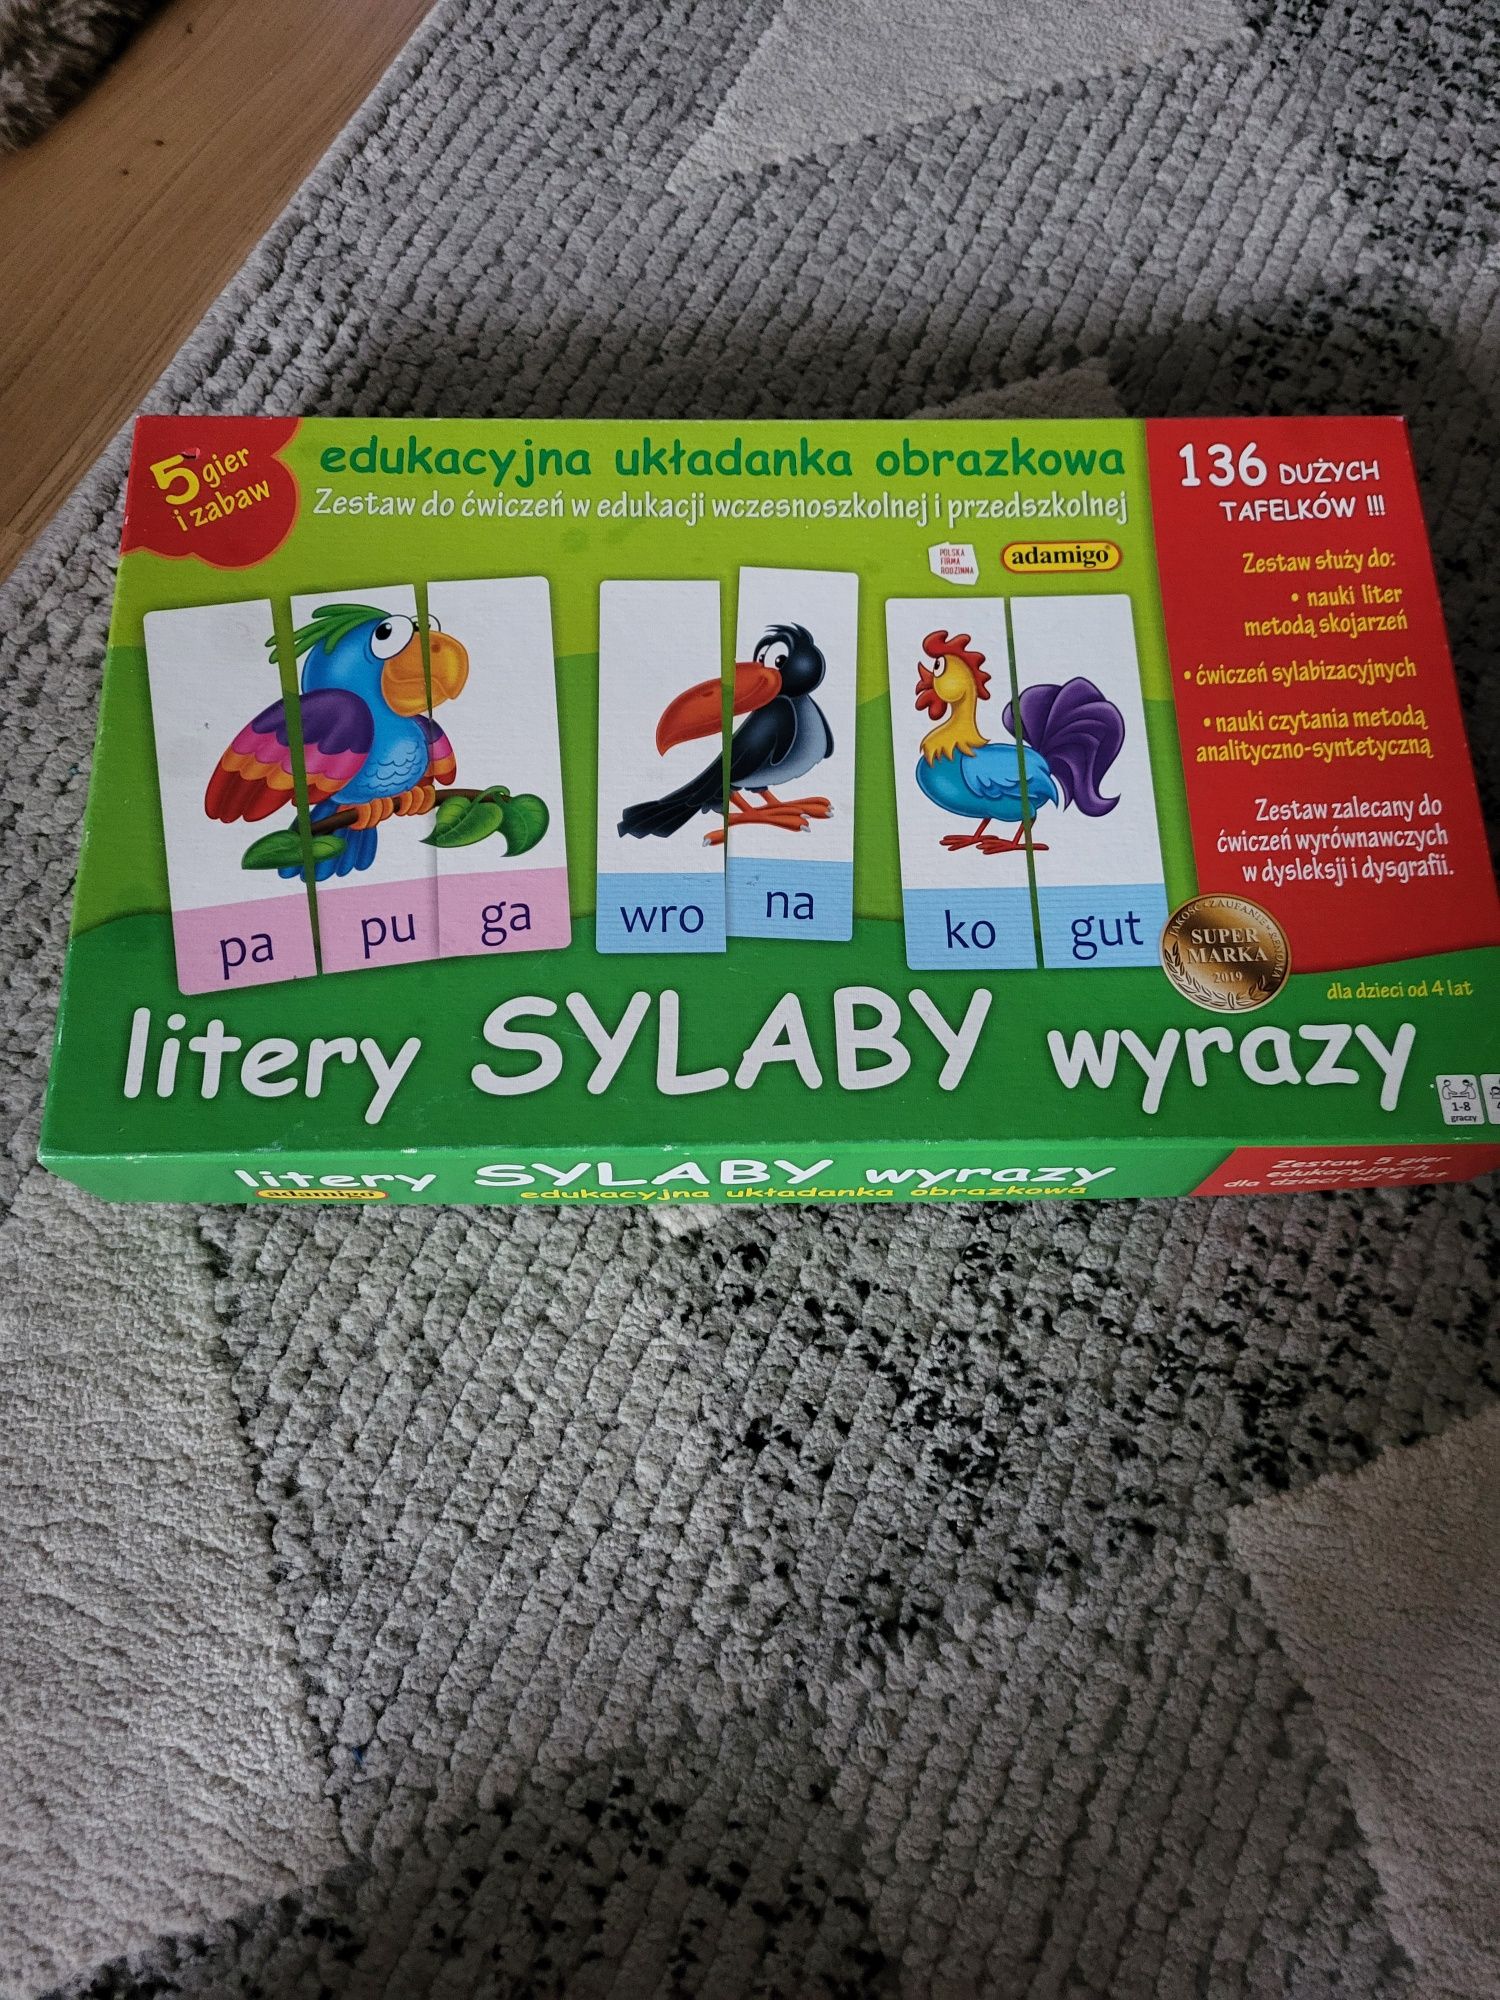 5 gier
i zabaw
edukacyjna układanka obrazkowa
Zestaw do ćwiczeń w edukacji wczesnoszkolnej i przedszkolnej
POLSKA
FIRMA
RODZINNA
adamigo
136 DUŻYCH
TAFELKÓW !!!
Zestaw służy do:
• nauki liter
metodą skojarzeń
• ćwiczeń sylabizacyjnych
• nauki czytania metodą
analityczno-syntetyczną
Zestaw zalecany do
ćwiczeń wyrównawczych
w dysleksji i dysgrafii.
pa pu ga
wro na
ko gut
JAKOŚĆ • ZAUFANIE • RENOMA
SUPER
MARKA
2019
dla dzieci od 4 lat
litery SYLABY wyrazy
1-8
graczy
litery SYLABY wyrazy
adamigo
edukacyjna układanka obrazkowa
Zestaw 5 gier
edukacyjnych
dla dzieci od 4 lat